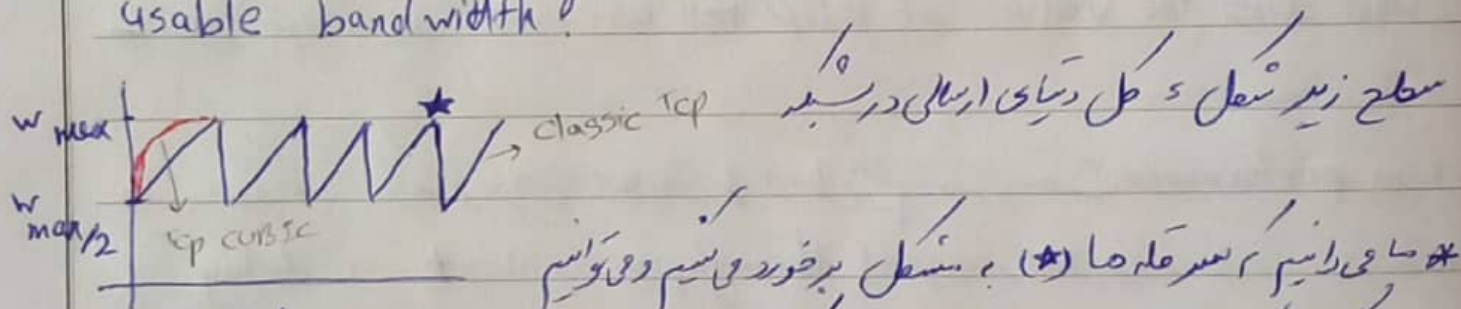 usable bandwidth?
سطح زیر شکل: کل دیتای ارسالی در شبکه
w max
classic TCP
w max/2
tcp CUBIC
* ما می دانیم سر قله ها (★) به مشکل برخورد می کنیم و می توانیم